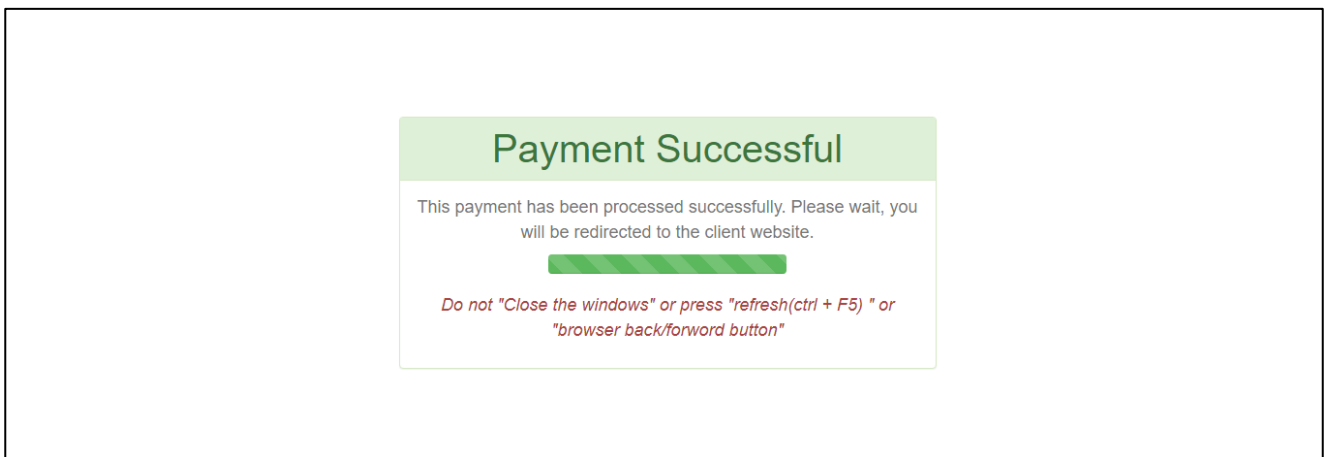 Payment Successful
This payment has been processed successfully. Please wait, you
will be redirected to the client website.
Do not "Close the windows" or press "refresh(ctrl + F5) " or
"browser back/forword button"